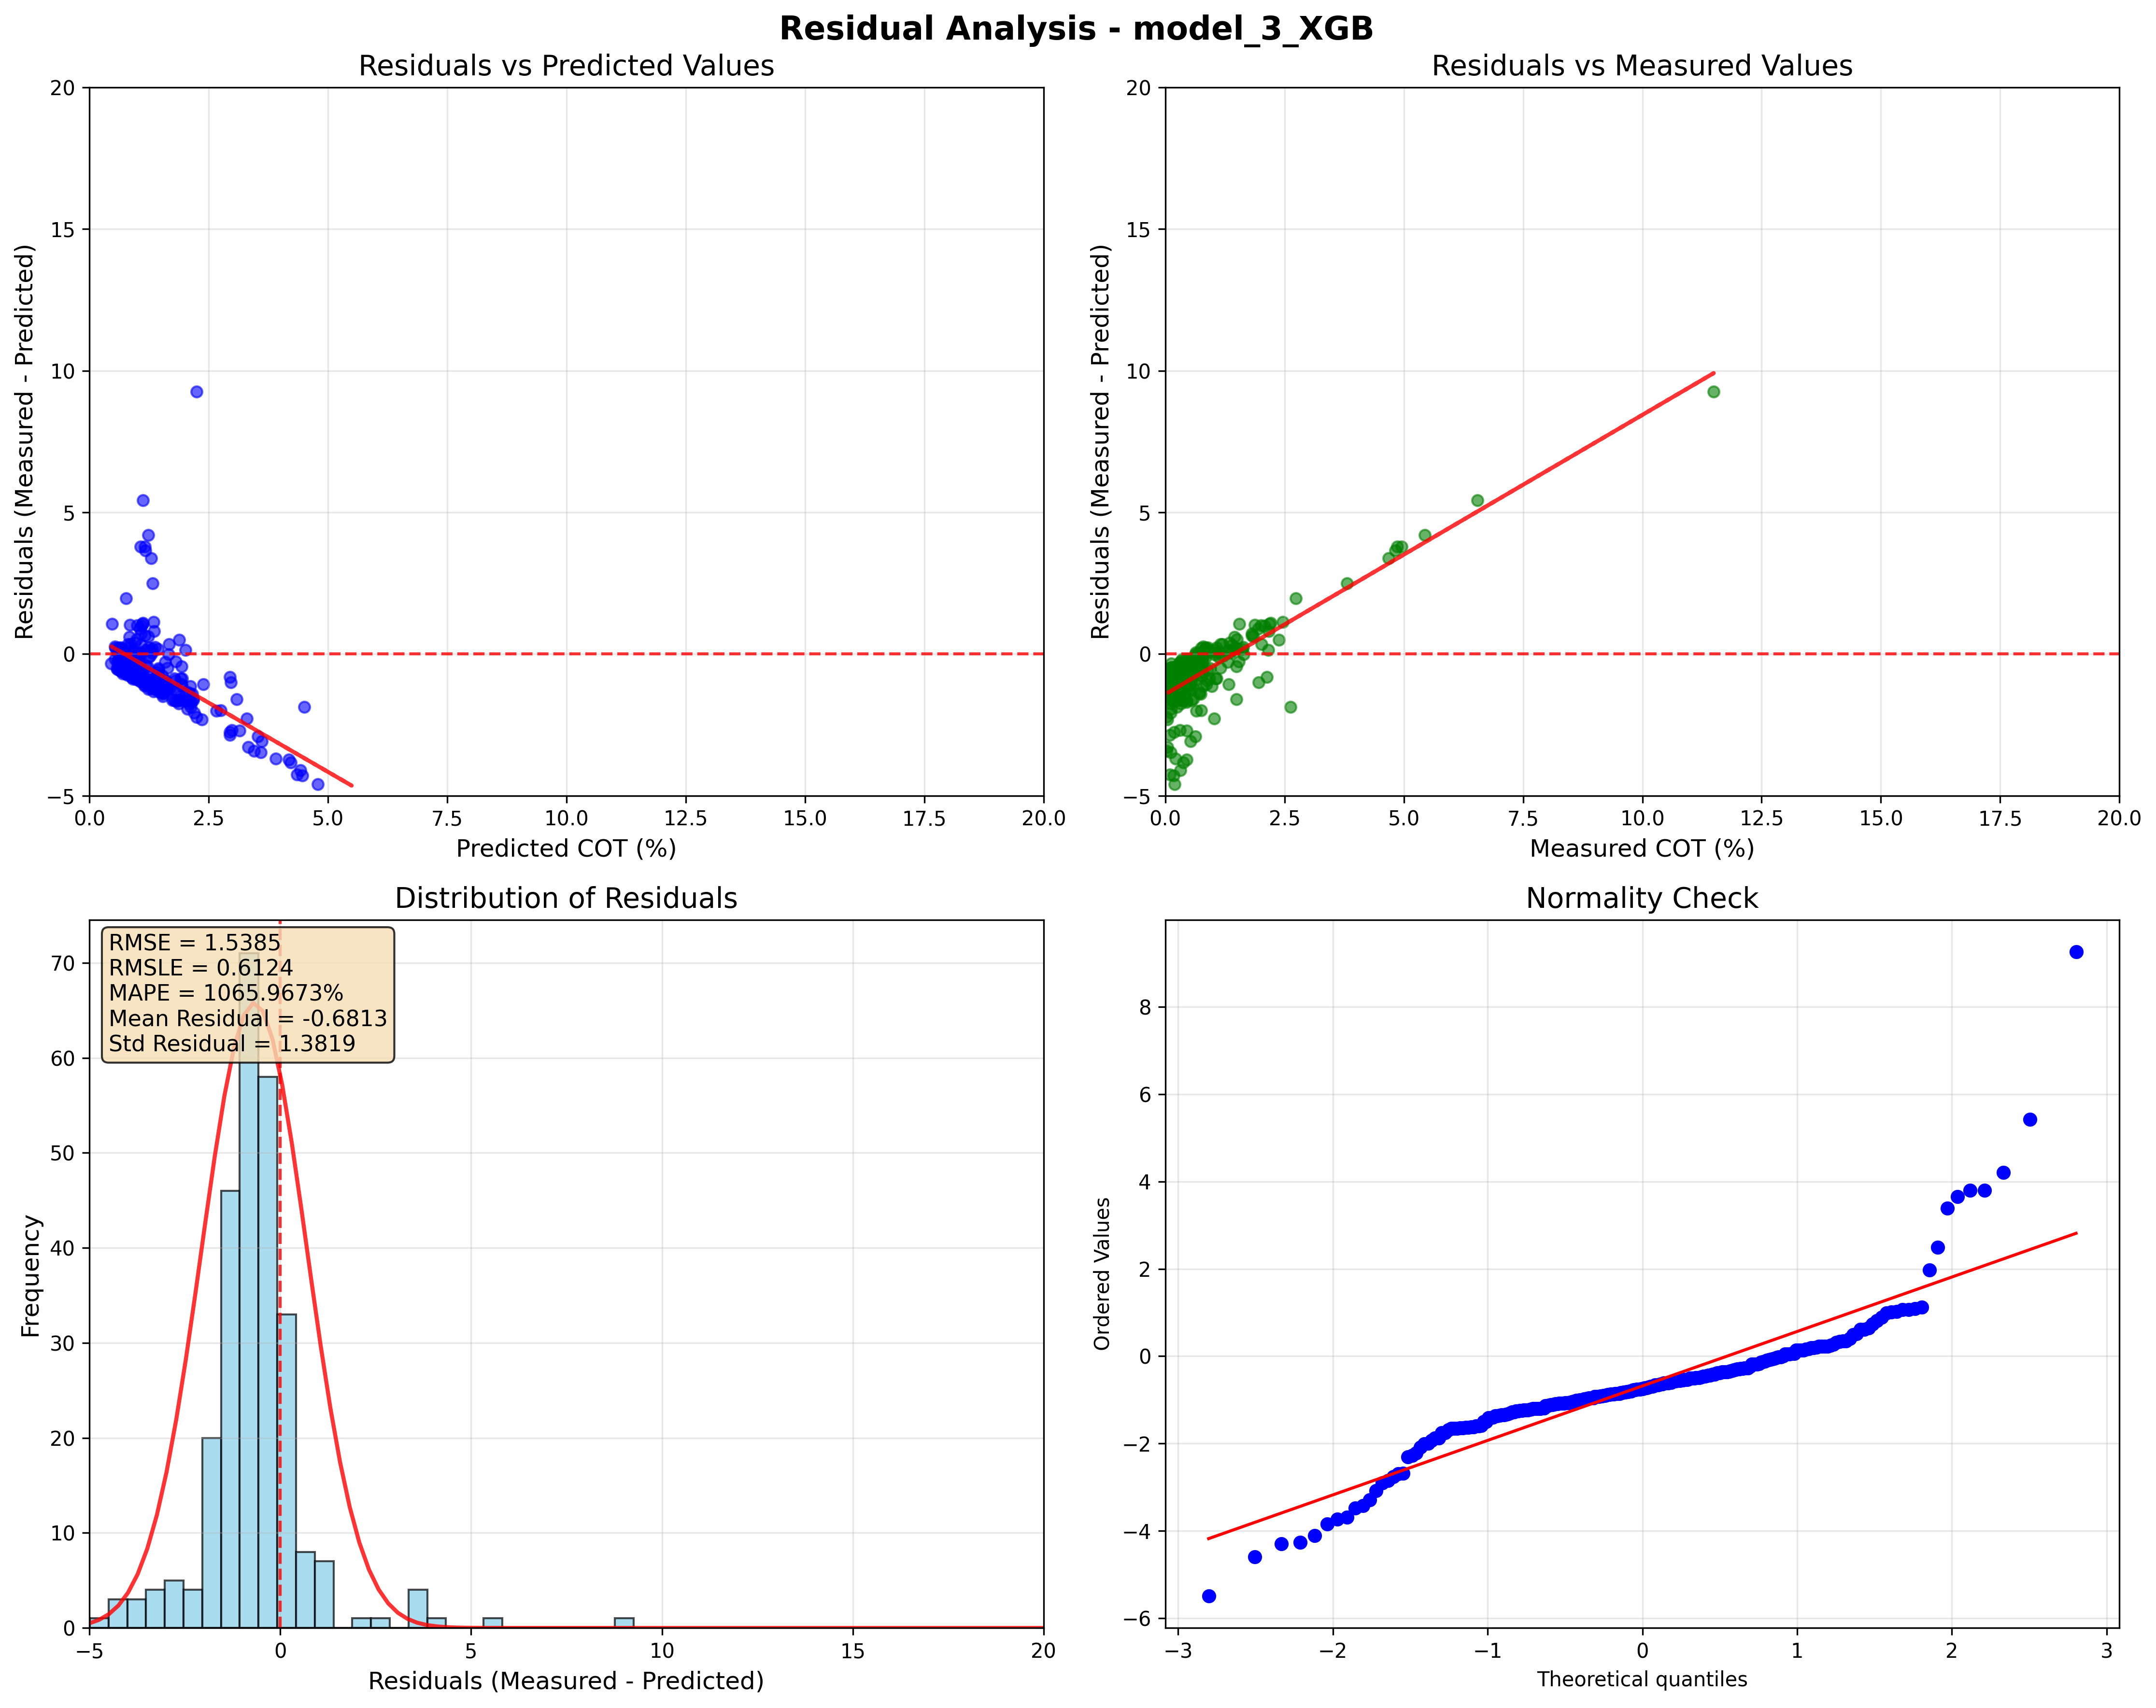 Residual Analysis - model_3_XGB
Residuals vs Predicted Values
20
15
10
5
0
−5
0.0 2.5 5.0 7.5 10.0 12.5 15.0 17.5 20.0
Residuals (Measured - Predicted)
Predicted COT (%)
Residuals vs Measured Values
20
15
10
5
0
−5
0.0 2.5 5.0 7.5 10.0 12.5 15.0 17.5 20.0
Residuals (Measured - Predicted)
Measured COT (%)
Distribution of Residuals
RMSE = 1.5385
RMSLE = 0.6124
MAPE = 1065.9673%
Mean Residual = -0.6813
Std Residual = 1.3819
70
60
50
40
30
20
10
0
−5 0 5 10 15 20
Frequency
Residuals (Measured - Predicted)
Normality Check
8
6
4
2
0
−2
−4
−6
−3 −2 −1 0 1 2 3
Ordered Values
Theoretical quantiles